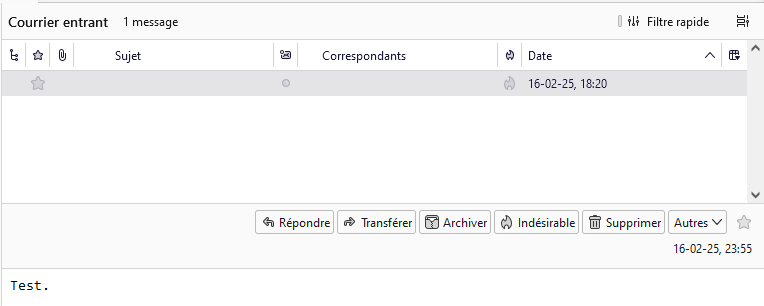 Courrier entrant 1 message Filtre rapide
Sujet Correspondants Date
16-02-25, 18:20
Répondre Transférer Archiver Indésirable Supprimer Autres
16-02-25, 23:55
Test.